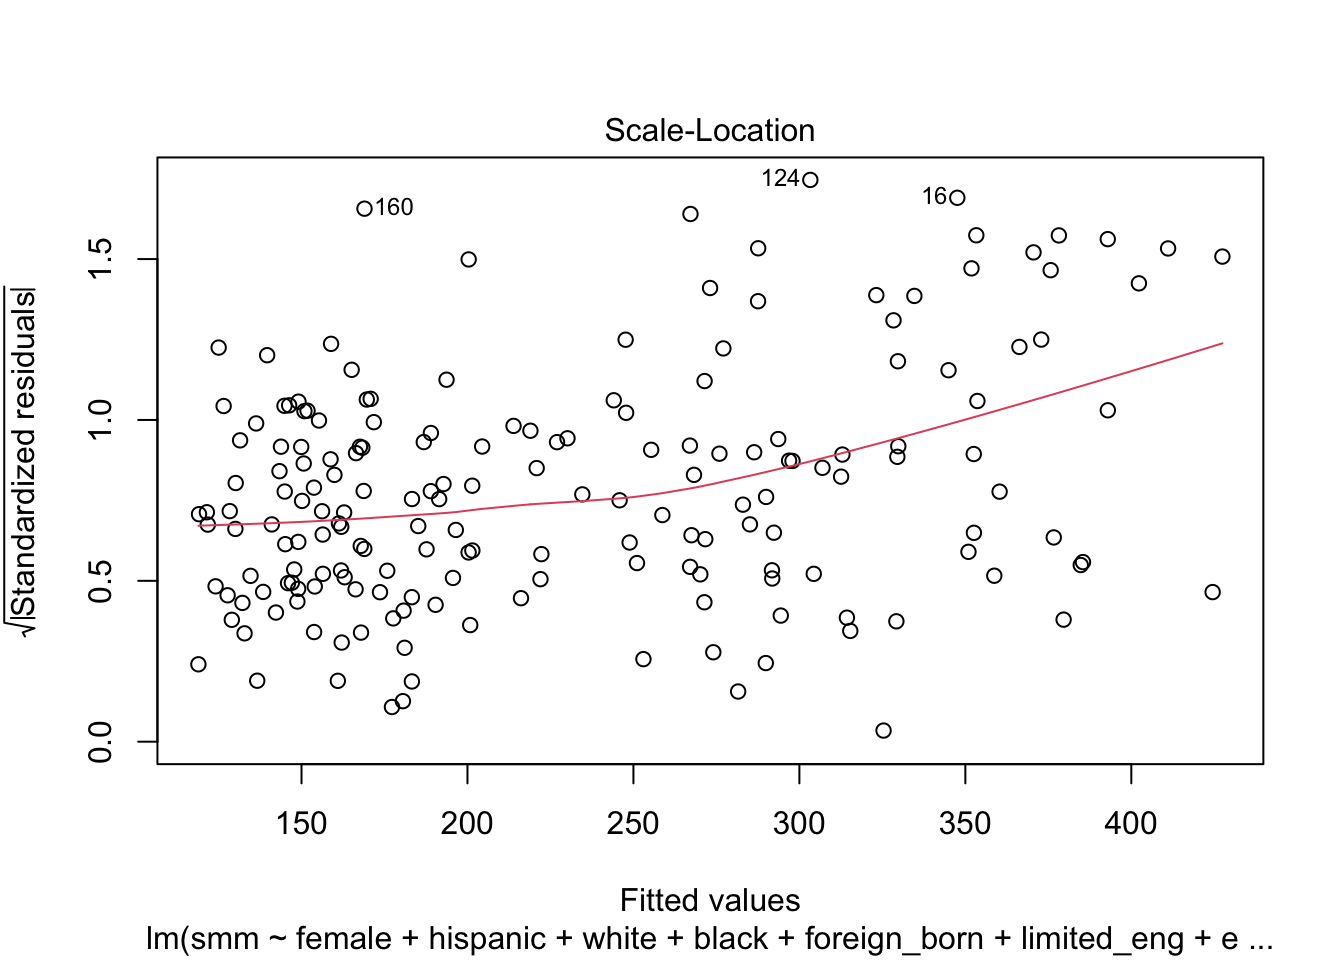 Scale-Location
124
16
160
√|Standardized residuals|
0.0 0.5 1.0 1.5
150 200 250 300 350 400
Fitted values
lm(smm ~ female + hispanic + white + black + foreign_born + limited_eng + e ...